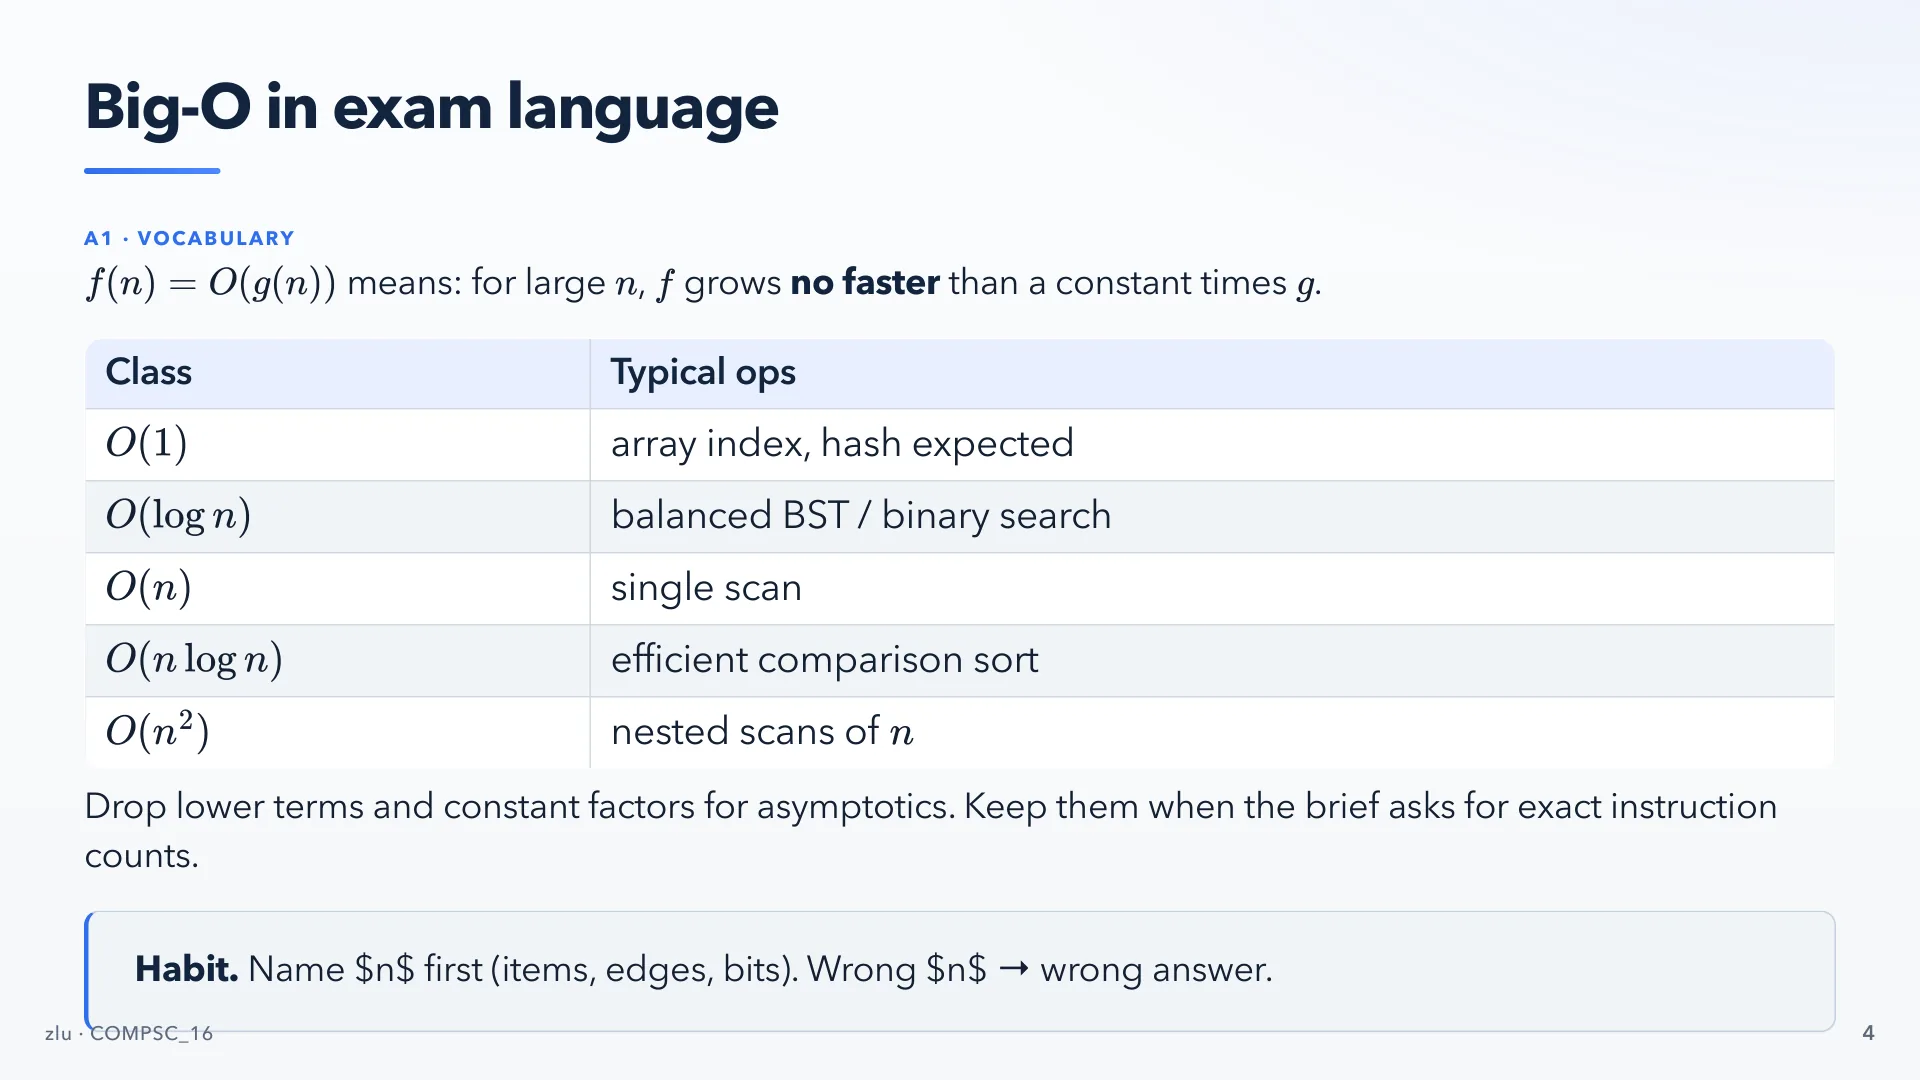 Big-O in exam language
A1 · VOCABULARY
f(n) = O(g(n)) means: for large n, f grows no faster than a constant times g.
Class Typical ops
O(1) array index, hash expected
O(log n) balanced BST / binary search
O(n) single scan
O(n log n) efficient comparison sort
O(n²) nested scans of n
Drop lower terms and constant factors for asymptotics. Keep them when the brief asks for exact instruction
counts.
Habit. Name $n$ first (items, edges, bits). Wrong $n$ → wrong answer.
zlu · COMPSC_16 4